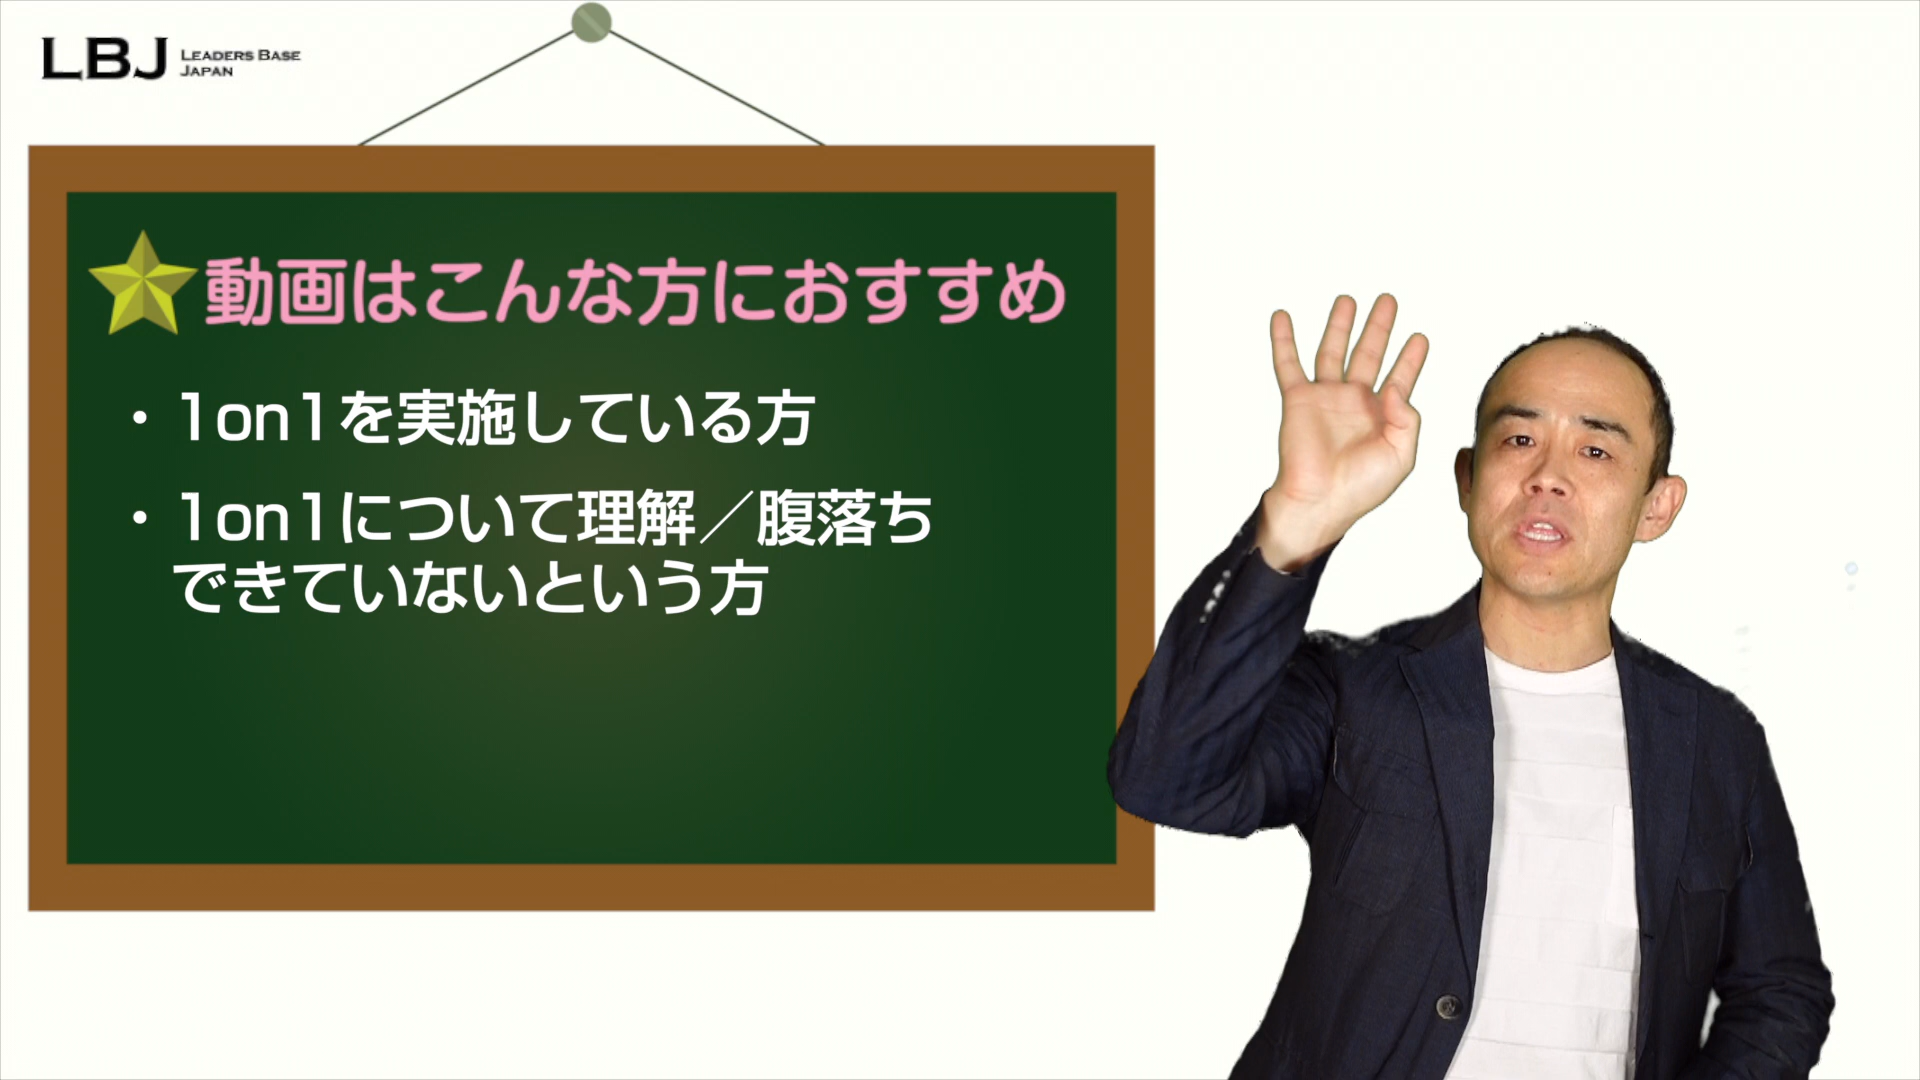 LBJ LEADERS BASE
JAPAN
動画はこんな方におすすめ
・1on1を実施している方
・1on1について理解／腹落ち
できていないという方